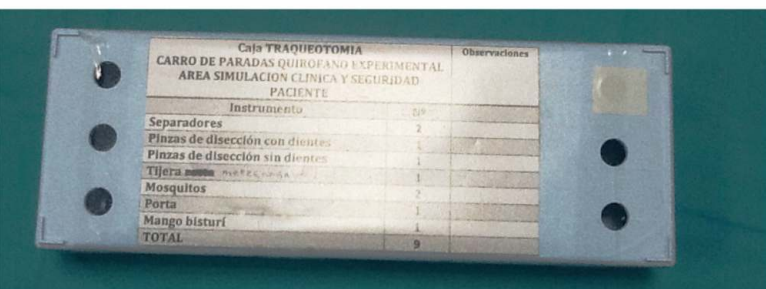 Caja TRAQUEOTOMIA
CARRO DE PARADAS QUIROFANO EXPERIMENTAL
AREA SIMULACION CLINICA Y SEGURIDAD
PACIENTE
Observaciones
Instrumento Nº
Separadores 2
Pinzas de disección con dientes 1
Pinzas de disección sin dientes 1
Tijera 1
Mosquitos 2
Porta 1
Mango bisturí 1
TOTAL 9